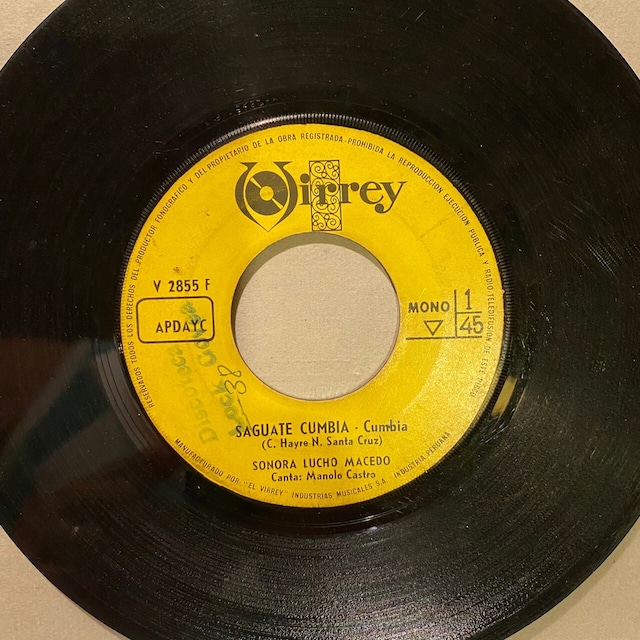 RESERVADOS TODOS LOS DERECHOS DEL PRODUCTOR FONOGRAFICO Y DEL PROPIETARIO DE LA OBRA REGISTRADA-PROHIBIDA LA REPRODUCCION EJECUCION PUBLICA Y RADIO TELEDIFUSION DE ESTE DISCO
Virrey
V 2855 F
APDAYC
MONO 1
45
Discoteca
38
SAGUATE CUMBIA - Cumbia
(C. Hayre N. Santa Cruz)
SONORA LUCHO MACEDO
Canta: Manolo Castro
MANUFACTURADO POR "EL VIRREY" INDUSTRIAS MUSICALES S.A. INDUSTRIA PERUANA